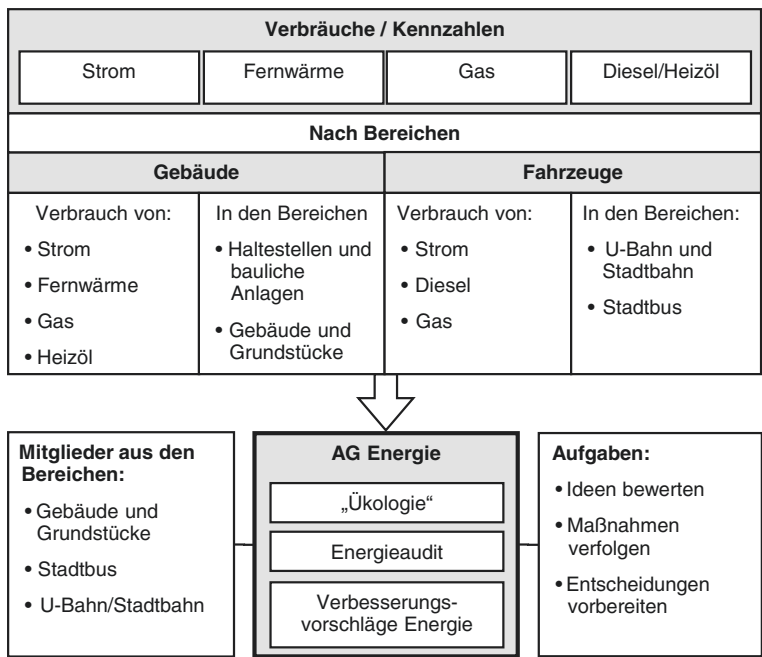 Verbräuche / Kennzahlen
Strom
Fernwärme
Gas
Diesel/Heizöl
Nach Bereichen
Gebäude
Fahrzeuge
Verbrauch von:
• Strom
• Fernwärme
• Gas
• Heizöl
In den Bereichen
• Haltestellen und
bauliche
Anlagen
• Gebäude und
Grundstücke
Verbrauch von:
• Strom
• Diesel
• Gas
In den Bereichen:
• U-Bahn und
Stadtbahn
• Stadtbus
Mitglieder aus den
Bereichen:
• Gebäude und
Grundstücke
• Stadtbus
• U-Bahn/Stadtbahn
AG Energie
„Ükologie“
Energieaudit
Verbesserungs-
vorschläge Energie
Aufgaben:
• Ideen bewerten
• Maßnahmen
verfolgen
• Entscheidungen
vorbereiten